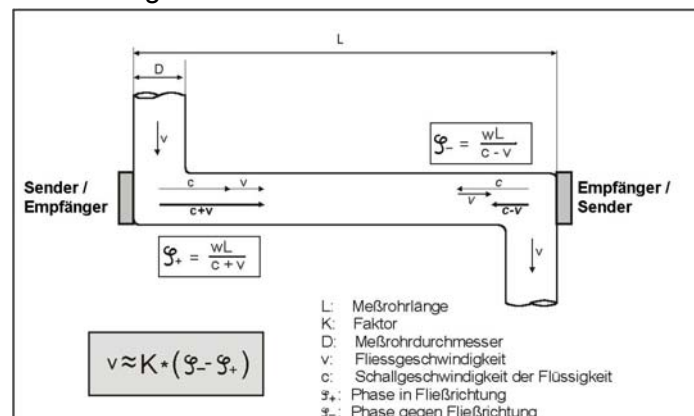 L
D
v
𝜑₋ = wL / c - v
Sender / Empfänger
c v
c+v
c
v
c-v
Empfänger / Sender
𝜑₊ = wL / c + v
v
v≈K*(𝜑₋-𝜑₊)
L: Meßrohrlänge
K: Faktor
D: Meßrohrdurchmesser
v: Fliessgeschwindigkeit
c: Schallgeschwindigkeit der Flüssigkeit
𝜑₊: Phase in Fließrichtung
𝜑₋: Phase gegen Fließrichtung